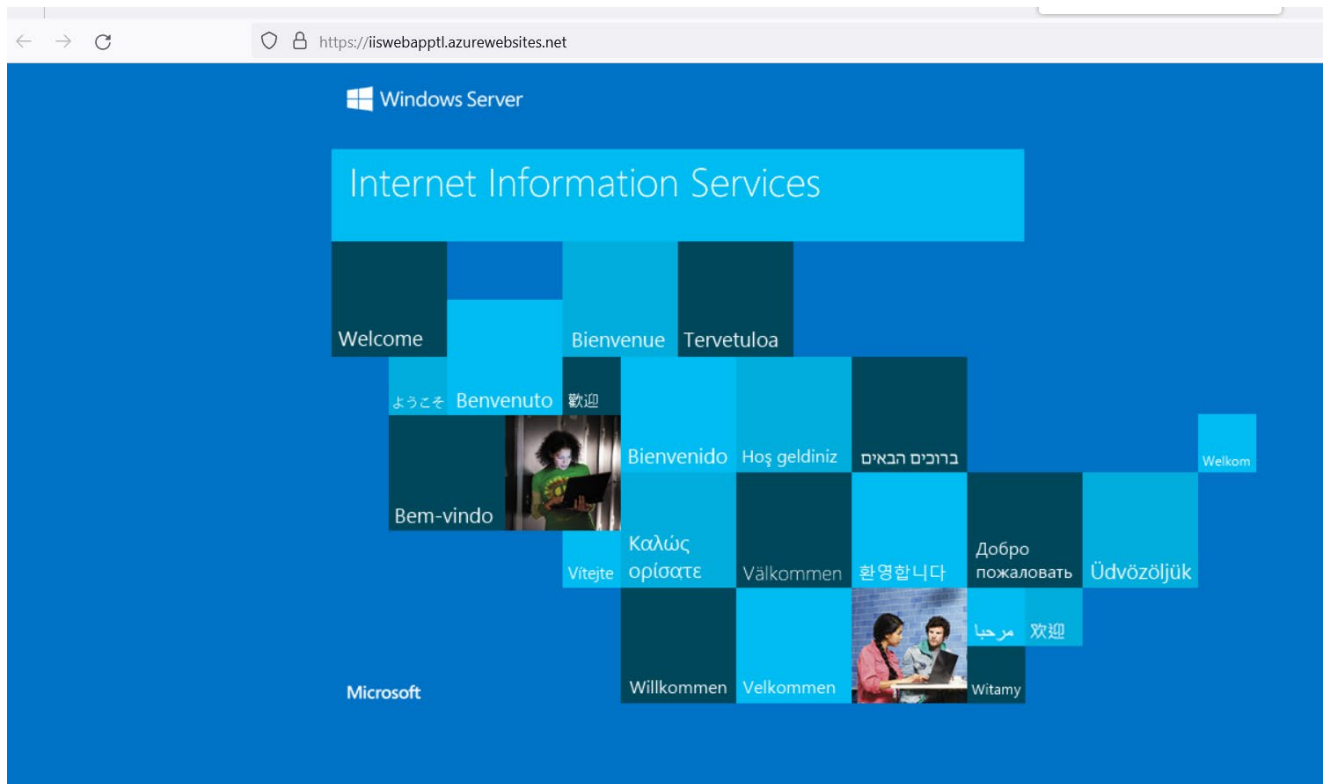 https://iiswebapptl.azurewebsites.net
Windows Server
Internet Information Services
Welcome
Bienvenue
Tervetuloa
ようこそ
Benvenuto
歡迎
Bienvenido
Hoş geldiniz
ברוכים הבאים
Welkom
Bem-vindo
Vítejte
Καλώς
ορίσατε
Välkommen
환영합니다
Добро
пожаловать
Üdvözöljük
مرحبا
欢迎
Willkommen
Velkommen
Witamy
Microsoft